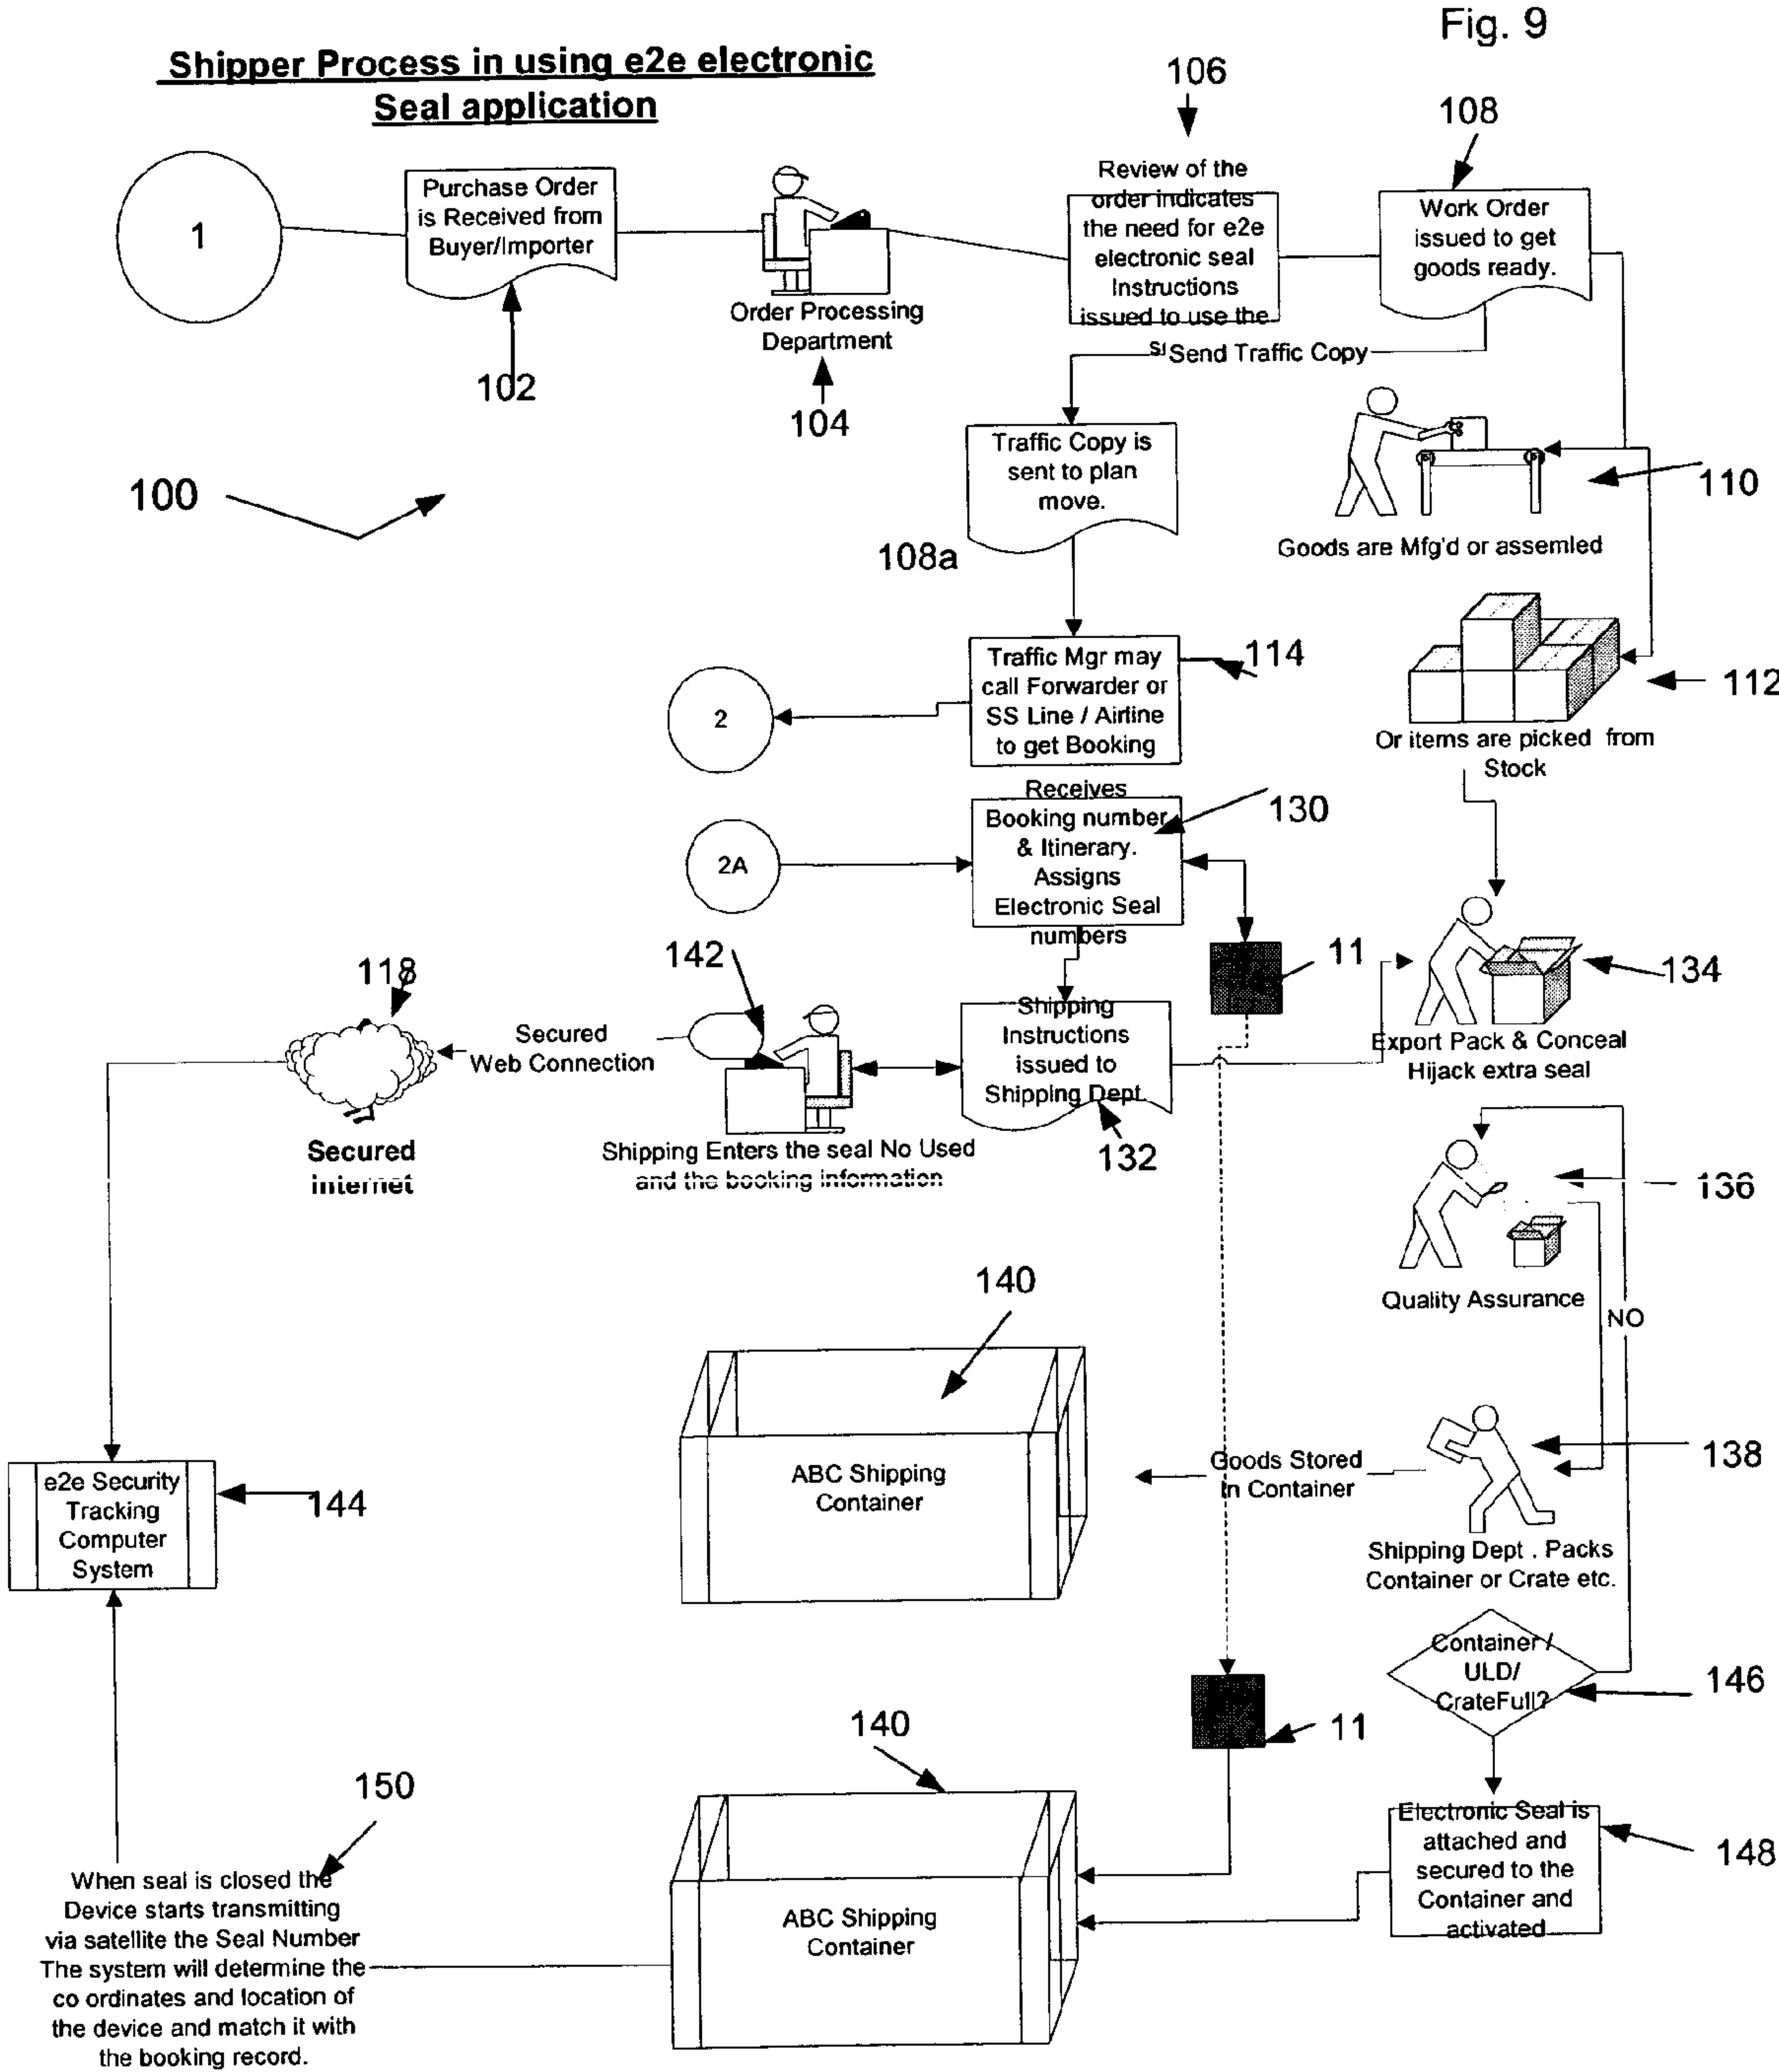 Fig. 9
Shipper Process in using e2e electronic
Seal application
106
108
1
Purchase Order
is Received from
Buyer/Importer
Order Processing
Department
Review of the
order indicates
the need for e2e
electronic seal
Instructions
issued to use the
Work Order
issued to get
goods ready.
Send Traffic Copy
102
104
Traffic Copy is
sent to plan
move.
100
110
108a
Goods are Mfg'd or assemled
Traffic Mgr may
call Forwarder or
SS Line / Airline
to get Booking
114
2
112
Or items are picked from
Stock
Receives
Booking number
& Itinerary.
Assigns
Electronic Seal
numbers
130
2A
11
134
118
142
Secured
Web Connection
Shipping
Instructions
issued to
Shipping Dept
Export Pack & Conceal
Hijack extra seal
Secured
internet
Shipping Enters the seal No Used
and the booking information
132
136
Quality Assurance
NO
140
ABC Shipping
Container
Goods Stored
In Container
138
e2e Security
Tracking
Computer
System
144
Shipping Dept . Packs
Container or Crate etc.
Container /
ULD/
CrateFull?
146
11
140
150
Electronic Seal is
attached and
secured to the
Container and
activated
148
When seal is closed the
Device starts transmitting
via satellite the Seal Number
The system will determine the
co ordinates and location of
the device and match it with
the booking record.
ABC Shipping
Container